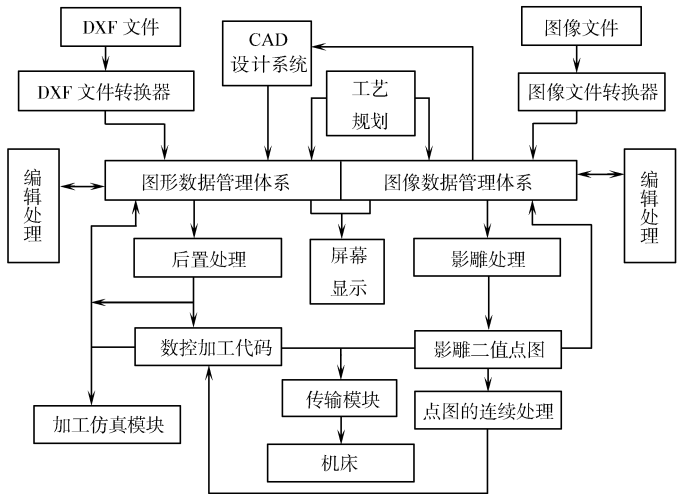 DXF 文件
CAD
设计系统
图像文件
DXF 文件转换器
工艺
规划
图像文件转换器
编辑处理
图形数据管理体系
图像数据管理体系
编辑处理
后置处理
屏幕
显示
影雕处理
数控加工代码
影雕二值点图
加工仿真模块
传输模块
点图的连续处理
机床